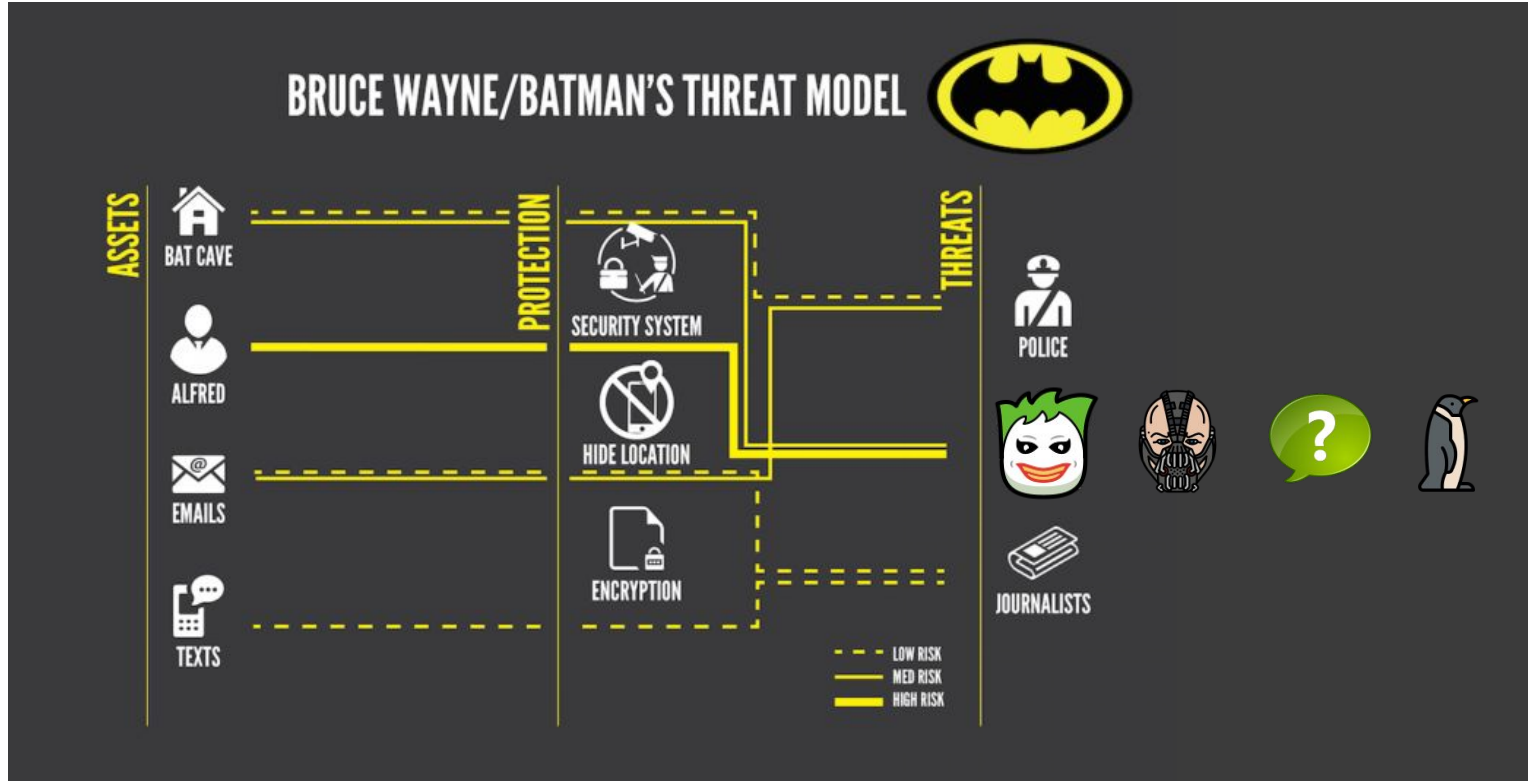 BRUCE WAYNE/BATMAN'S THREAT MODEL
ASSETS
BAT CAVE
ALFRED
@
EMAILS
TEXTS
PROTECTION
SECURITY SYSTEM
HIDE LOCATION
ENCRYPTION
THREATS
POLICE
?
JOURNALISTS
LOW RISK
MED RISK
HIGH RISK